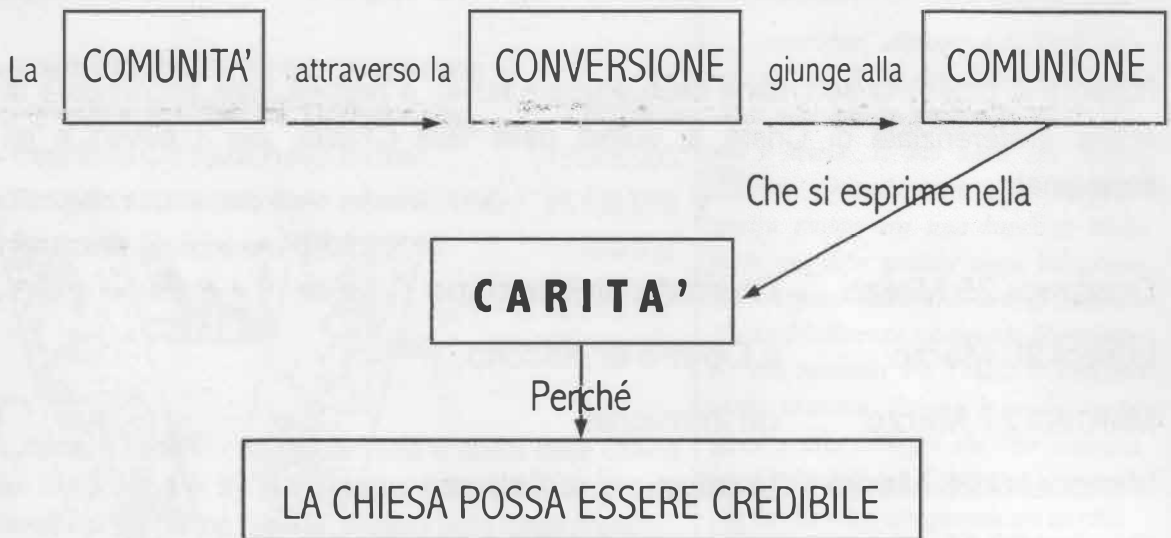 La COMUNITA’ attraverso la CONVERSIONE giunge alla COMUNIONE
Che si esprime nella
CARITA’
Perché
LA CHIESA POSSA ESSERE CREDIBILE